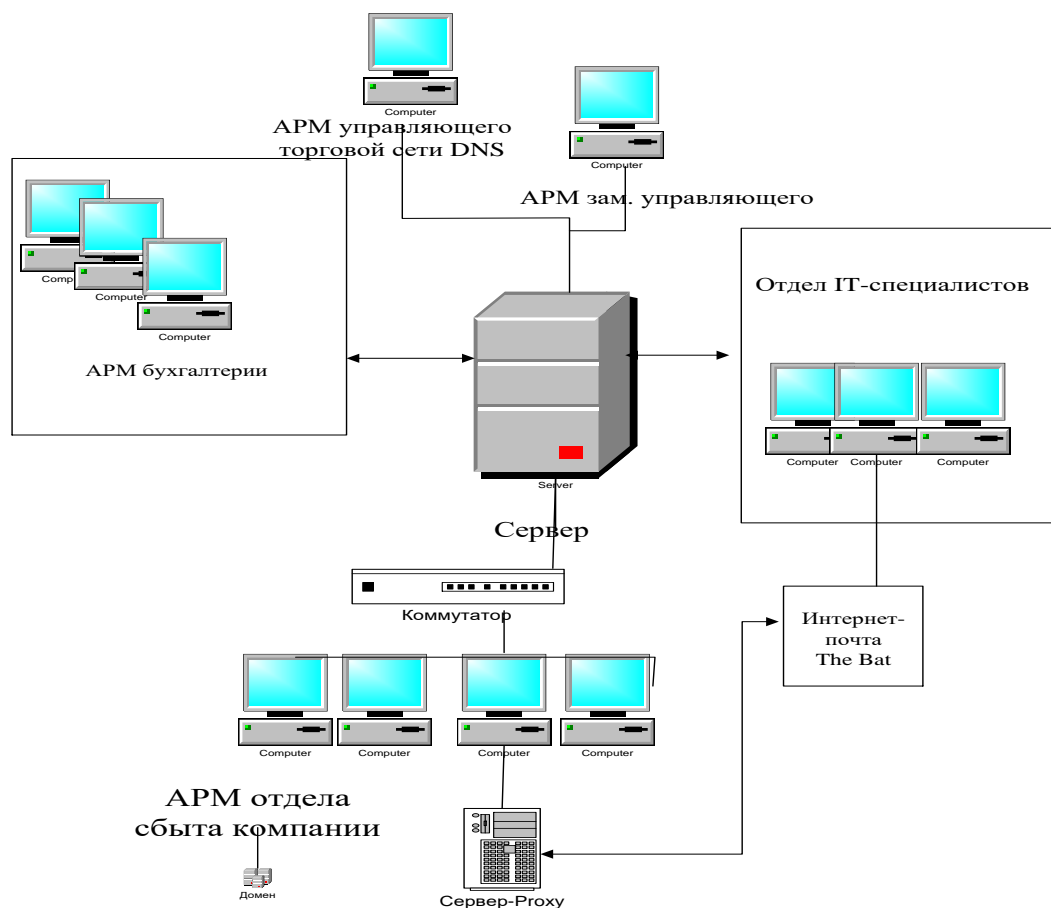 Computer
АРМ управляющего
торговой сети DNS
Computer
АРМ зам. управляющего
Comp
Computer
Computer
АРМ бухгалтерии
Отдел IT-специалистов
Computer
Computer
Computer
Server
Сервер
Коммутатор
Интернет-
почта
The Bat
Computer
Computer
Computer
Computer
АРМ отдела
сбыта компании
Домен
Сервер-Proxy